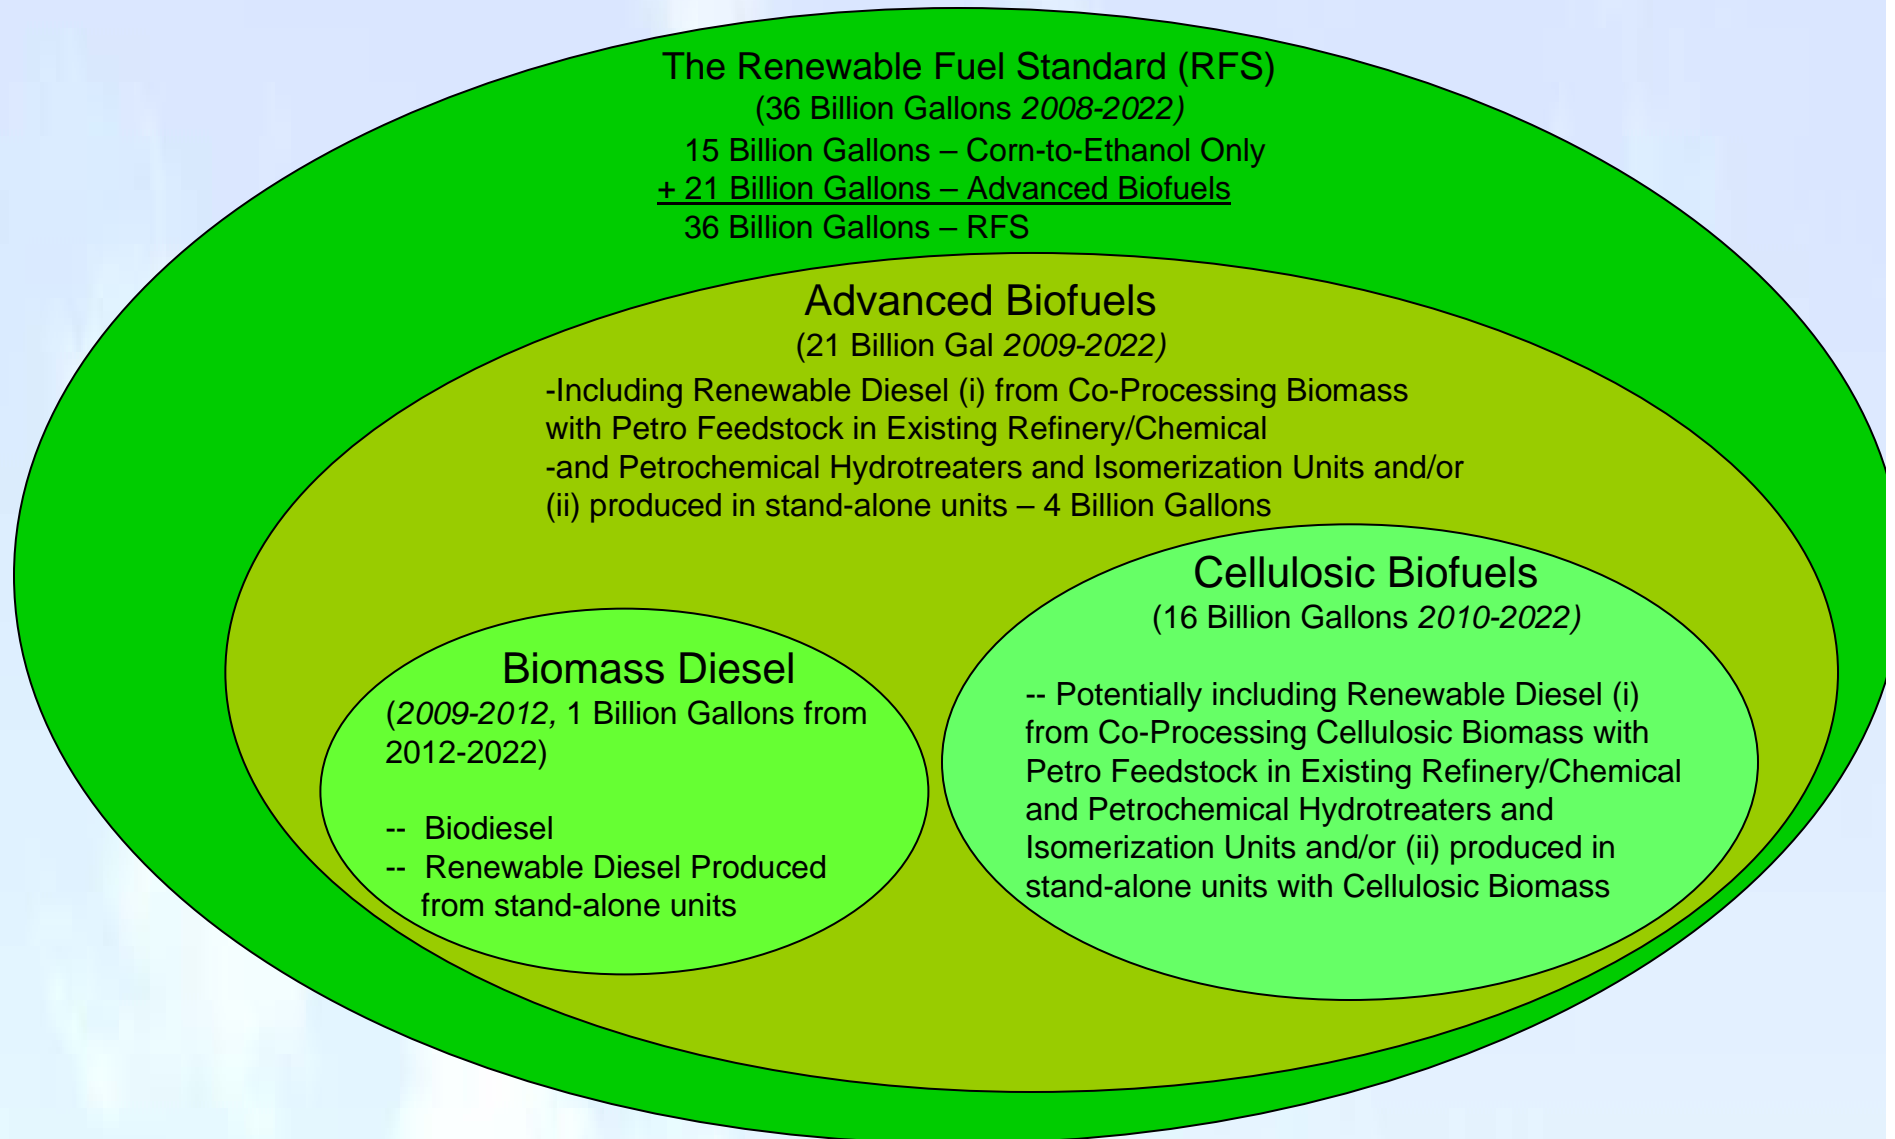 The Renewable Fuel Standard (RFS)
(36 Billion Gallons 2008-2022)
15 Billion Gallons – Corn-to-Ethanol Only
+ 21 Billion Gallons – Advanced Biofuels
36 Billion Gallons – RFS
Advanced Biofuels
(21 Billion Gal 2009-2022)
-Including Renewable Diesel (i) from Co-Processing Biomass
with Petro Feedstock in Existing Refinery/Chemical
-and Petrochemical Hydrotreaters and Isomerization Units and/or
(ii) produced in stand-alone units – 4 Billion Gallons
Biomass Diesel
(2009-2012, 1 Billion Gallons from
2012-2022)
-- Biodiesel
-- Renewable Diesel Produced
from stand-alone units
Cellulosic Biofuels
(16 Billion Gallons 2010-2022)
-- Potentially including Renewable Diesel (i)
from Co-Processing Cellulosic Biomass with
Petro Feedstock in Existing Refinery/Chemical
and Petrochemical Hydrotreaters and
Isomerization Units and/or (ii) produced in
stand-alone units with Cellulosic Biomass